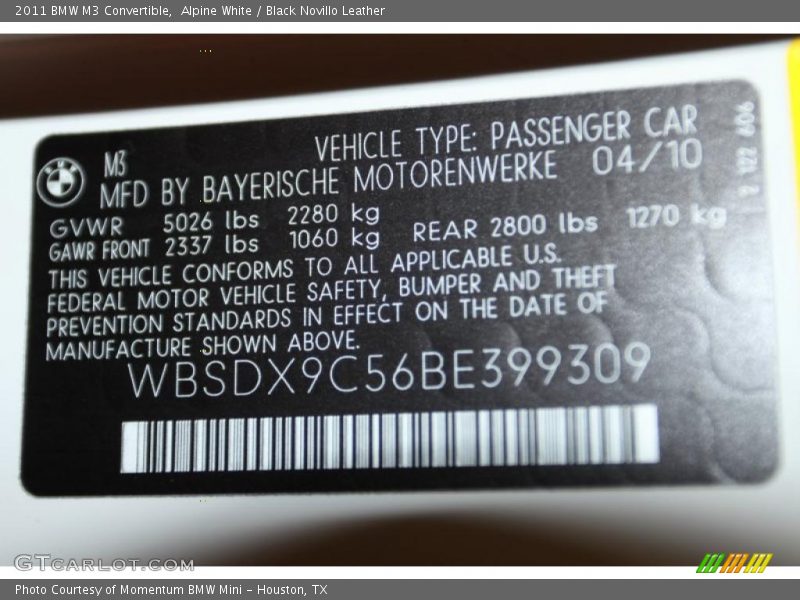 2011 BMW M3 Convertible, Alpine White / Black Novillo Leather
VEHICLE TYPE: PASSENGER CAR
M3
MFD BY BAYERISCHE MOTORENWERKE 04/10
GVWR 5026 lbs 2280 kg
GAWR FRONT 2337 lbs 1060 kg REAR 2800 lbs 1270 kg
THIS VEHICLE CONFORMS TO ALL APPLICABLE U.S.
FEDERAL MOTOR VEHICLE SAFETY, BUMPER AND THEFT
PREVENTION STANDARDS IN EFFECT ON THE DATE OF
MANUFACTURE SHOWN ABOVE.
WBSDX9C56BE399309
GTCARLOT.COM
Photo Courtesy of Momentum BMW Mini - Houston, TX